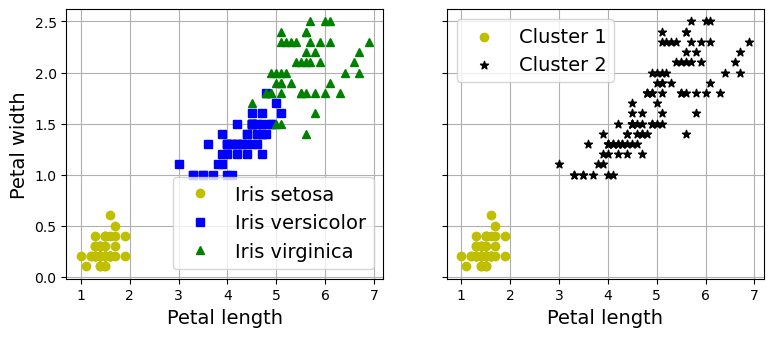 2.5
2.0
1.5
1.0
0.5
0.0
Petal width
1 2 3 4 5 6 7
Petal length
Iris setosa
Iris versicolor
Iris virginica
Cluster 1
Cluster 2
1 2 3 4 5 6 7
Petal length